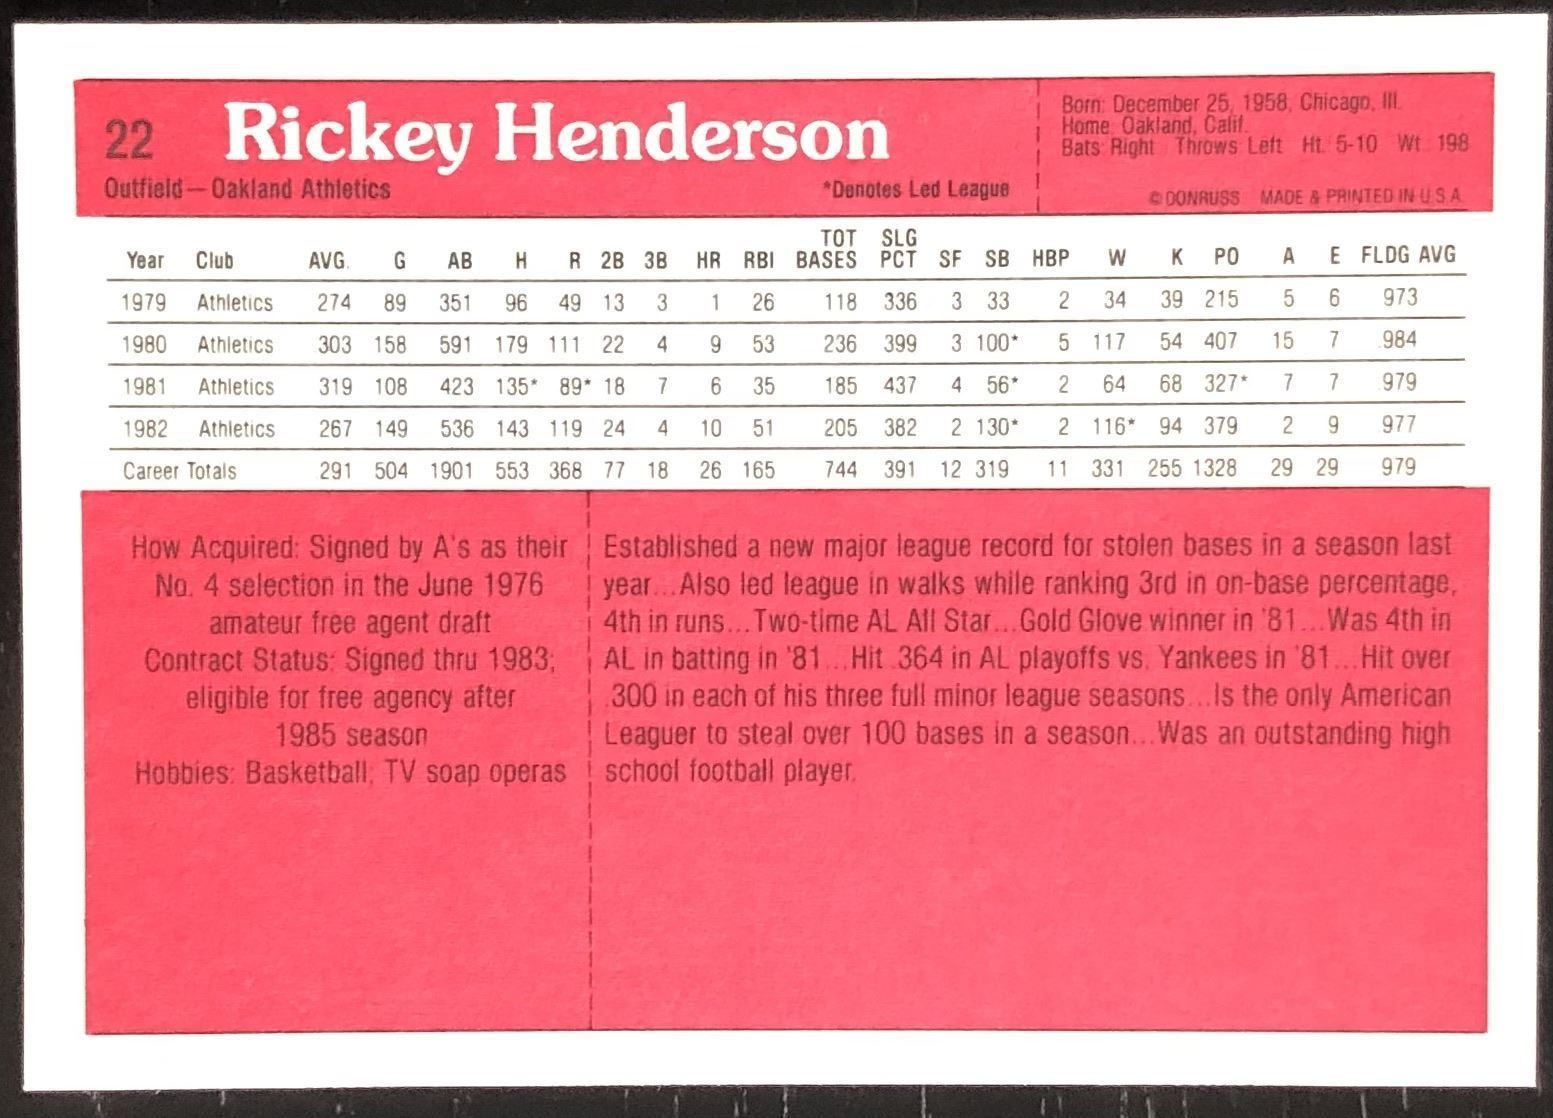 22 Rickey Henderson
Outfield — Oakland Athletics *Denotes Led League
Born: December 25, 1958, Chicago, Ill.
Home: Oakland, Calif.
Bats: Right Throws: Left Ht: 5-10 Wt: 198
© DONRUSS MADE & PRINTED IN U.S.A.
Year Club AVG. G AB H R 2B 3B HR RBI TOT BASES SLG PCT SF SB HBP W K PO A E FLDG AVG
1979 Athletics .274 89 351 96 49 13 3 1 26 118 .336 3 33 2 34 39 215 5 6 .973
1980 Athletics .303 158 591 179 111 22 4 9 53 236 .399 3 100* 5 117 54 407 15 7 .984
1981 Athletics .319 108 423 135* 89* 18 7 6 35 185 .437 4 56* 2 64 68 327* 7 7 .979
1982 Athletics .267 149 536 143 119 24 4 10 51 205 .382 2 130* 2 116* 94 379 2 9 .977
Career Totals .291 504 1901 553 368 77 18 26 165 744 .391 12 319 11 331 255 1328 29 29 .979
How Acquired: Signed by A's as their
No. 4 selection in the June 1976
amateur free agent draft
Contract Status: Signed thru 1983;
eligible for free agency after
1985 season
Hobbies: Basketball; TV soap operas
Established a new major league record for stolen bases in a season last
year...Also led league in walks while ranking 3rd in on-base percentage,
4th in runs...Two-time AL All Star...Gold Glove winner in '81...Was 4th in
AL in batting in '81...Hit .364 in AL playoffs vs. Yankees in '81...Hit over
.300 in each of his three full minor league seasons...Is the only American
Leaguer to steal over 100 bases in a season...Was an outstanding high
school football player.